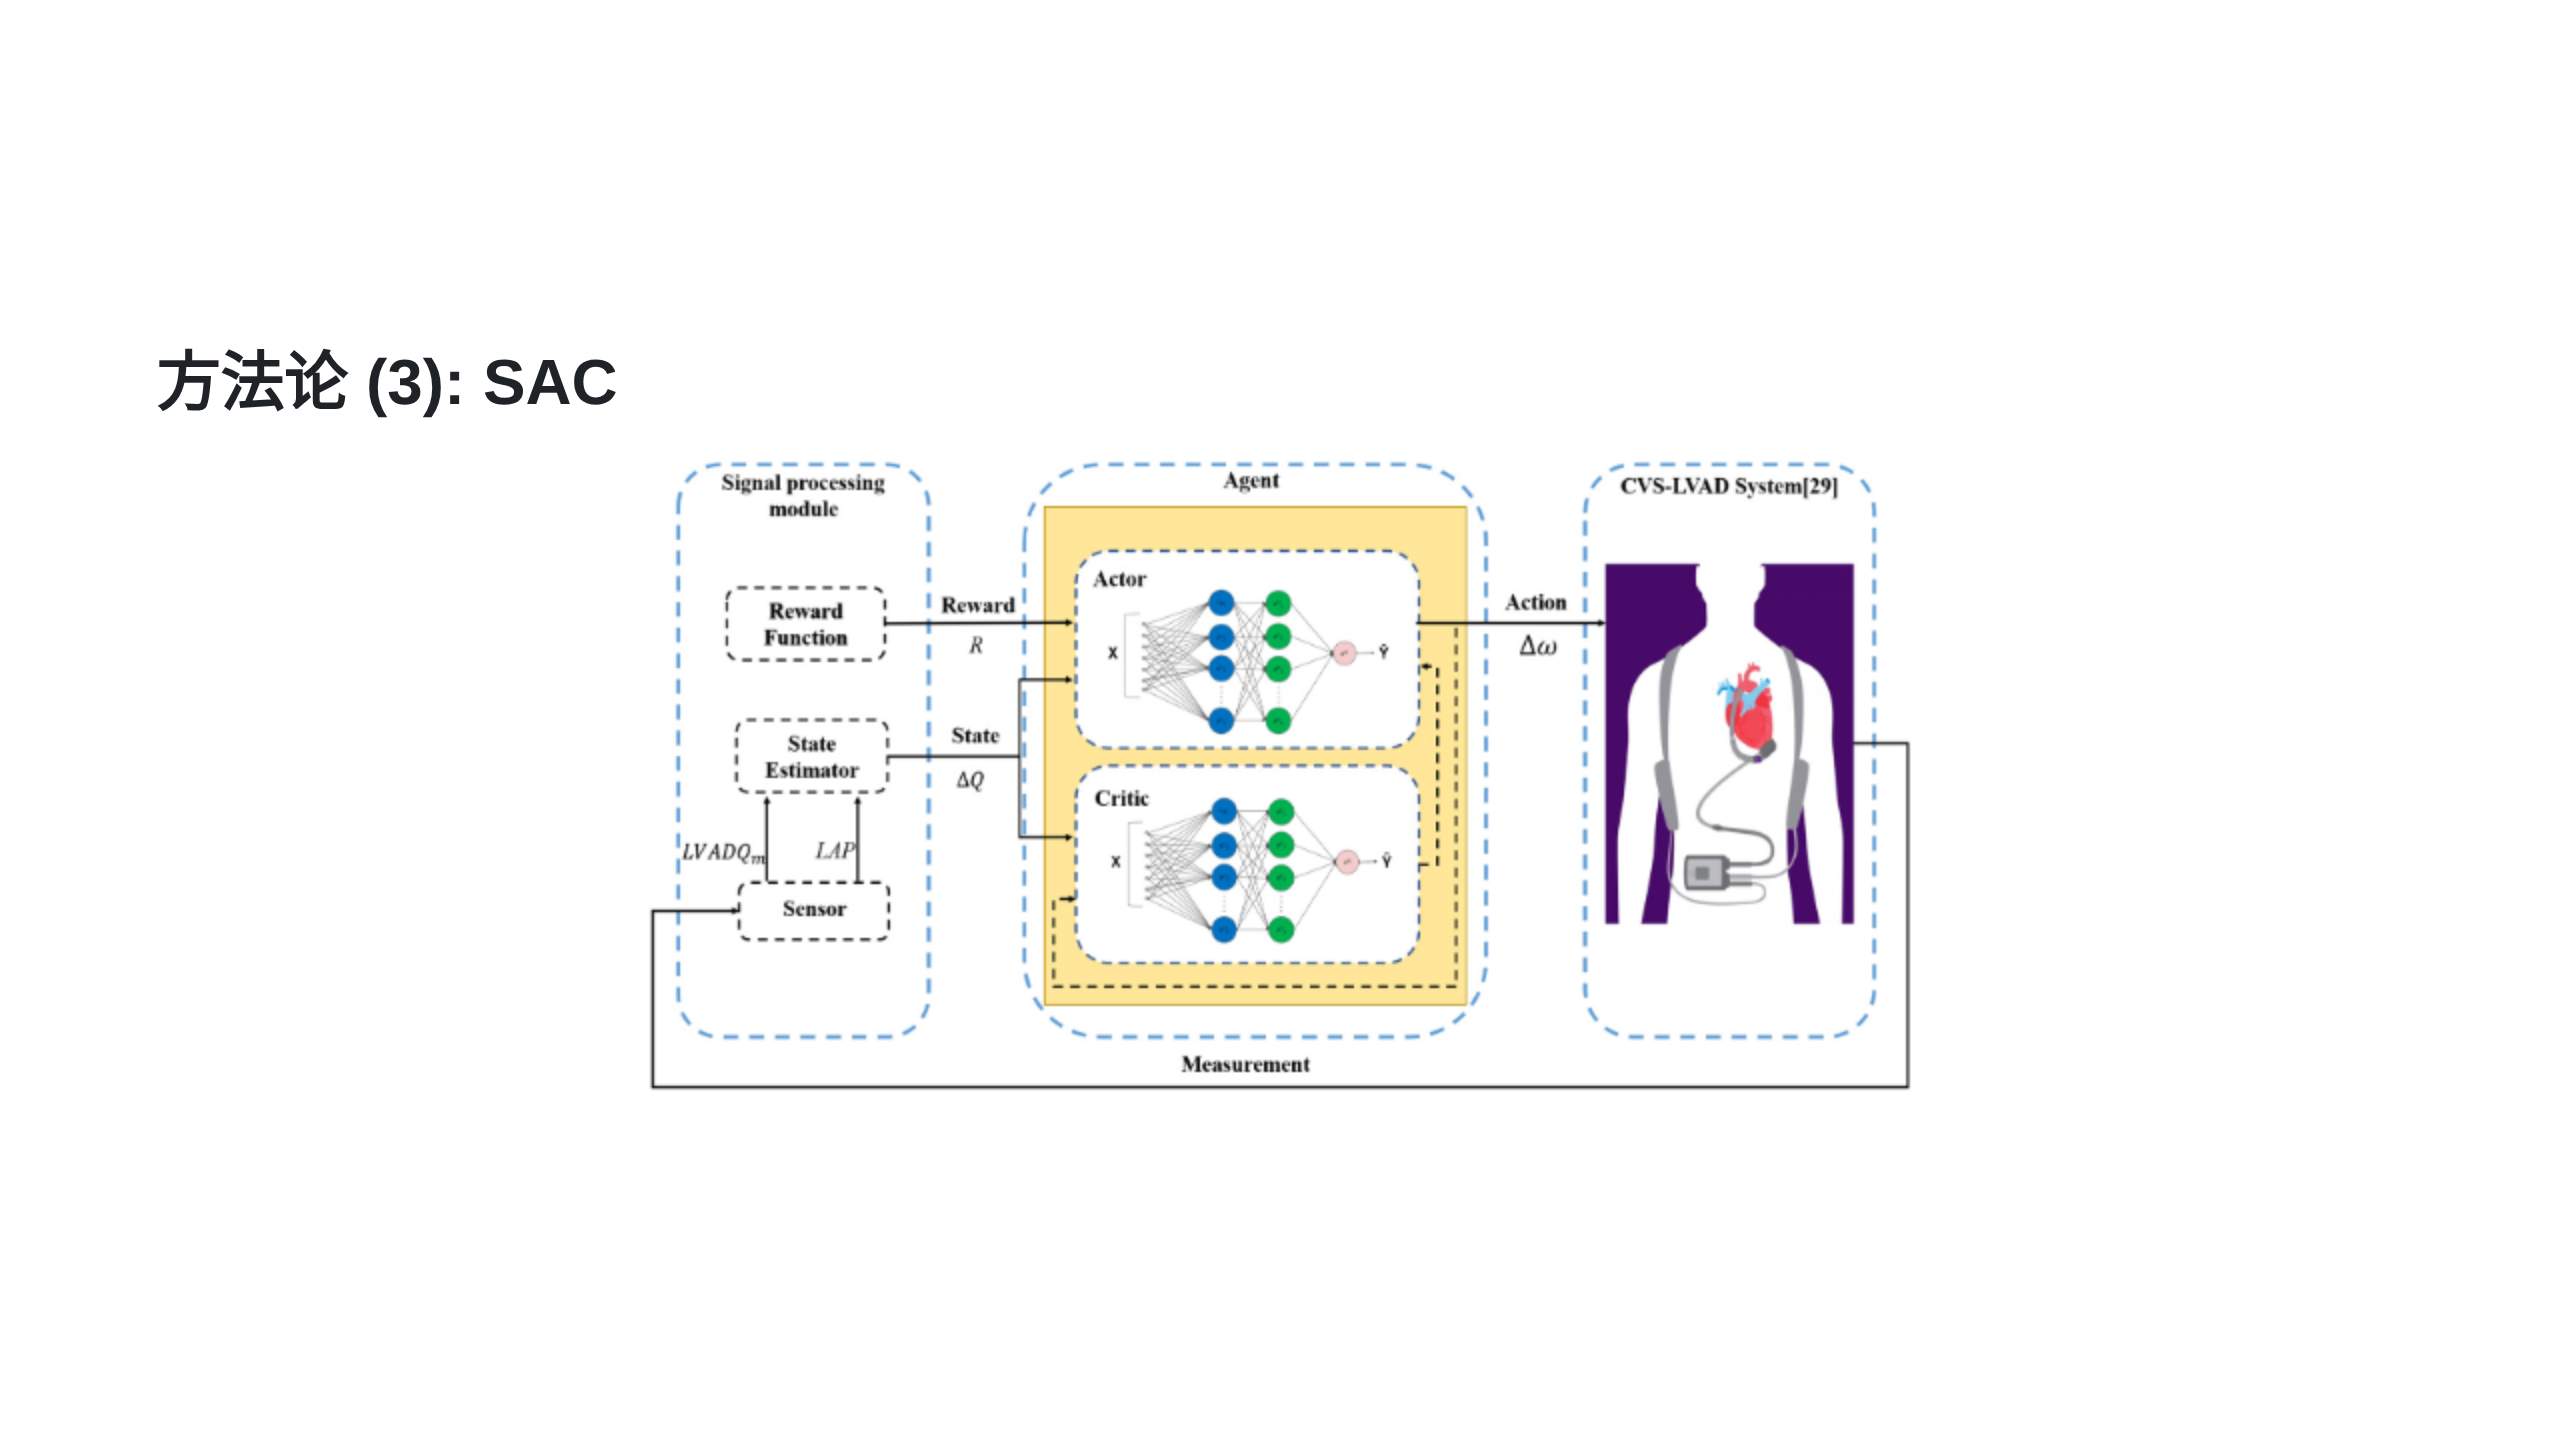 方法论 (3): SAC
Signal processing
module
Reward
Function
State
Estimator
LVADQm
LAP
Sensor
Reward
R
State
ΔQ
Agent
Actor
X
Ŷ
Critic
X
Ŷ
Action
Δω
CVS-LVAD System[29]
Measurement